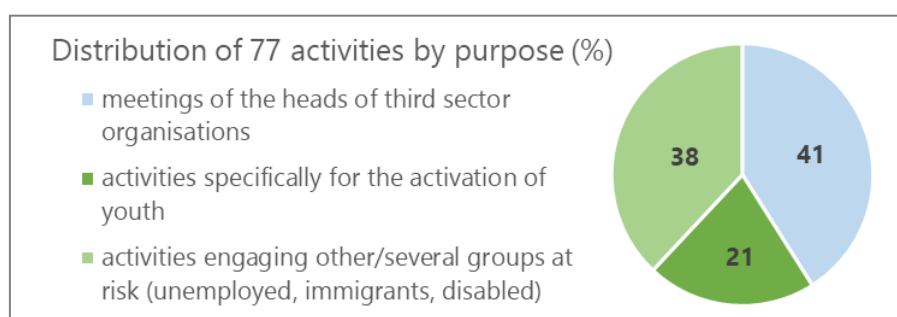 Distribution of 77 activities by purpose (%)
meetings of the heads of third sector
organisations
activities specifically for the activation of
youth
activities engaging other/several groups at
risk (unemployed, immigrants, disabled)
38
41
21